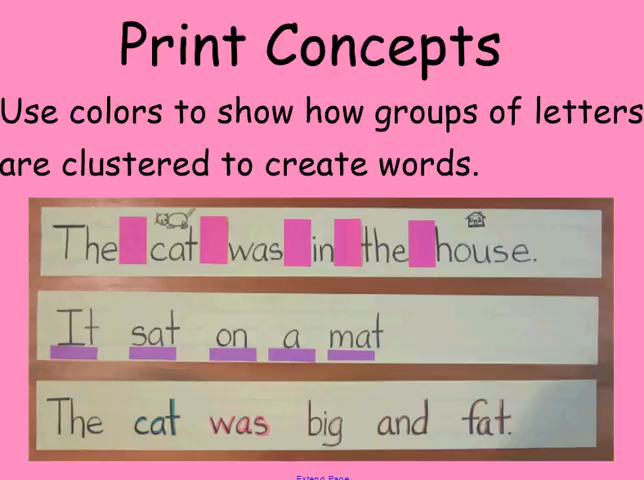 Print Concepts
Use colors to show how groups of letters
are clustered to create words.
The cat was in the house.
It sat on a mat
The cat was big and fat.
Extend Page